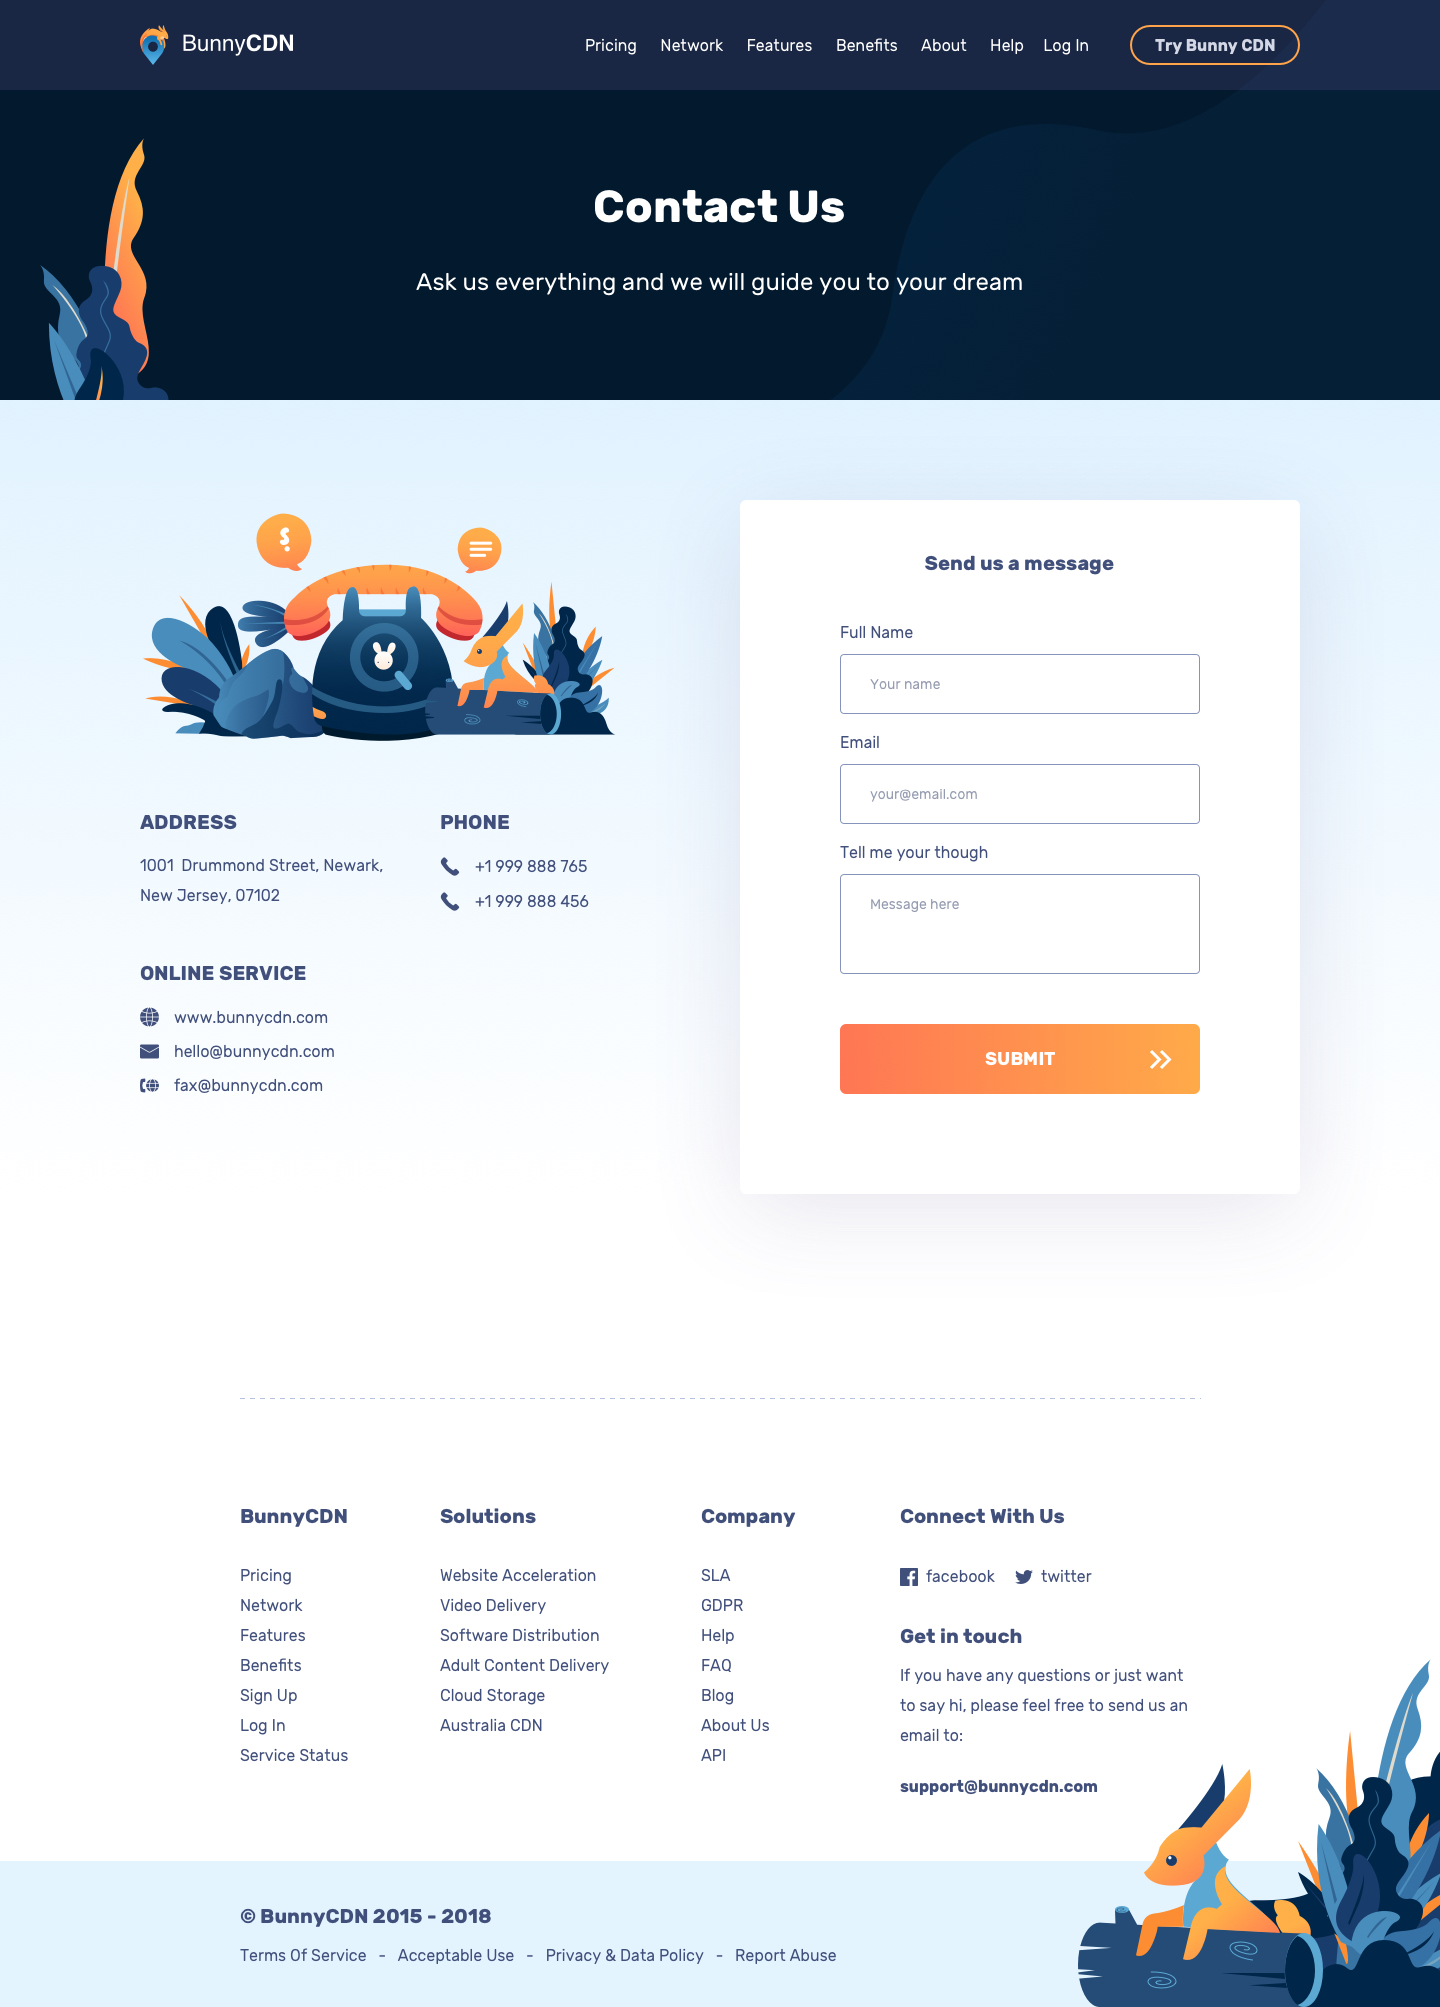 BunnyCDN
Pricing Network Features Benefits About Help Log In Try Bunny CDN
Contact Us
Ask us everything and we will guide you to your dream
ADDRESS
1001 Drummond Street, Newark,
New Jersey, 07102
PHONE
+1 999 888 765
+1 999 888 456
ONLINE SERVICE
www.bunnycdn.com
hello@bunnycdn.com
fax@bunnycdn.com
Send us a message
Full Name
Your name
Email
your@email.com
Tell me your though
Message here
SUBMIT
BunnyCDN
Pricing
Network
Features
Benefits
Sign Up
Log In
Service Status
Solutions
Website Acceleration
Video Delivery
Software Distribution
Adult Content Delivery
Cloud Storage
Australia CDN
Company
SLA
GDPR
Help
FAQ
Blog
About Us
API
Connect With Us
facebook twitter
Get in touch
If you have any questions or just want
to say hi, please feel free to send us an
email to:
support@bunnycdn.com
© BunnyCDN 2015 - 2018
Terms Of Service - Acceptable Use - Privacy & Data Policy - Report Abuse